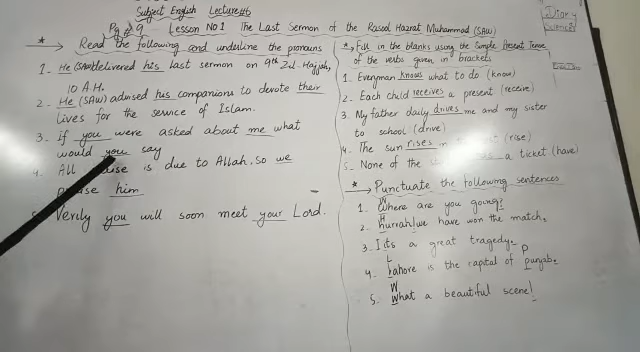 Subject English Lecture#6
Pg # 9 Lesson No 1 The Last Sermon of the Rasool Hazrat Muhammad (SAW)
Diary
Sciences
* Read the following and underline the pronouns
1- He (SAW) delivered his last sermon on 9th Zil-Hajjah,
10 A.H.
2- He (SAW) advised his companions to devote their
lives for the service of Islam.
3- if you were asked about me what
would you say
4- All is due to Allah. so we
him
Verily you will soon meet your Lord.
* Fill in the blanks using the Simple Present Tense
of the verbs given in brackets
1- Everyman knows what to do (know)
2- Each child receives a present (receive)
3- My father daily drives me and my sister
to school (drive)
4- The sun rises in (rise)
5- None of the a ticket (have)
* Punctuate the following sentences
1- Where are you going?
2- Hurrah! we have won the match.
3- Its a great tragedy.
4- Lahore is the capital of Punjab.
5- What a beautiful scene!